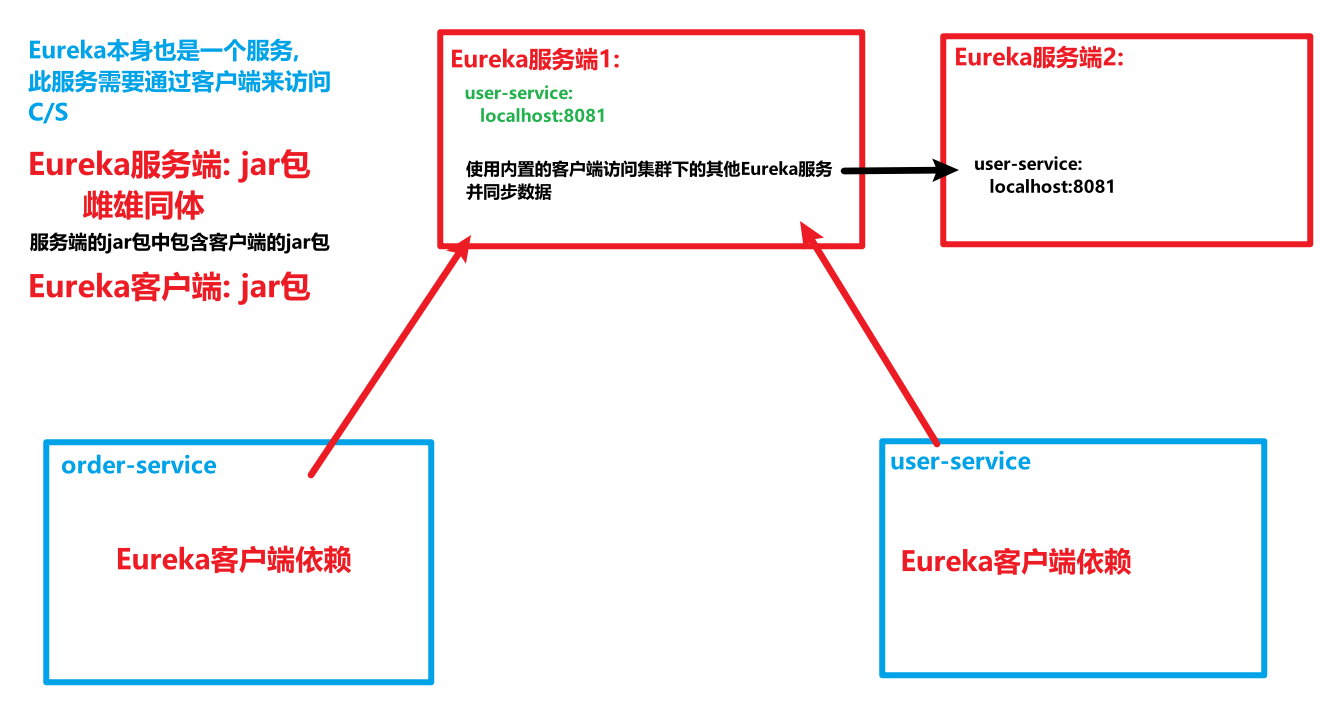 Eureka本身也是一个服务,
此服务需要通过客户端来访问
C/S
Eureka服务端: jar包
雌雄同体
服务端的jar包中包含客户端的jar包
Eureka客户端: jar包
Eureka服务端1:
user-service:
localhost:8081
使用内置的客户端访问集群下的其他Eureka服务
并同步数据
Eureka服务端2:
user-service:
localhost:8081
order-service
Eureka客户端依赖
user-service
Eureka客户端依赖